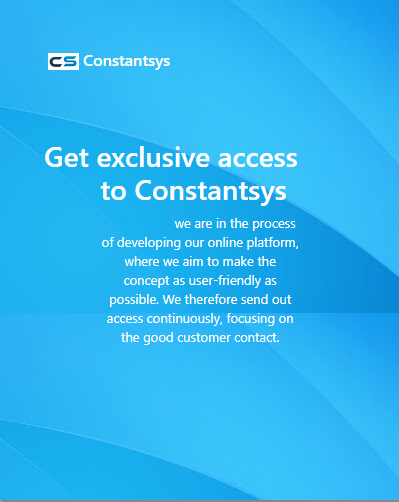 CS Constantsys
Get exclusive access
to Constantsys
we are in the process
of developing our online platform,
where we aim to make the
concept as user-friendly as
possible. We therefore send out
access continuously, focusing on
the good customer contact.